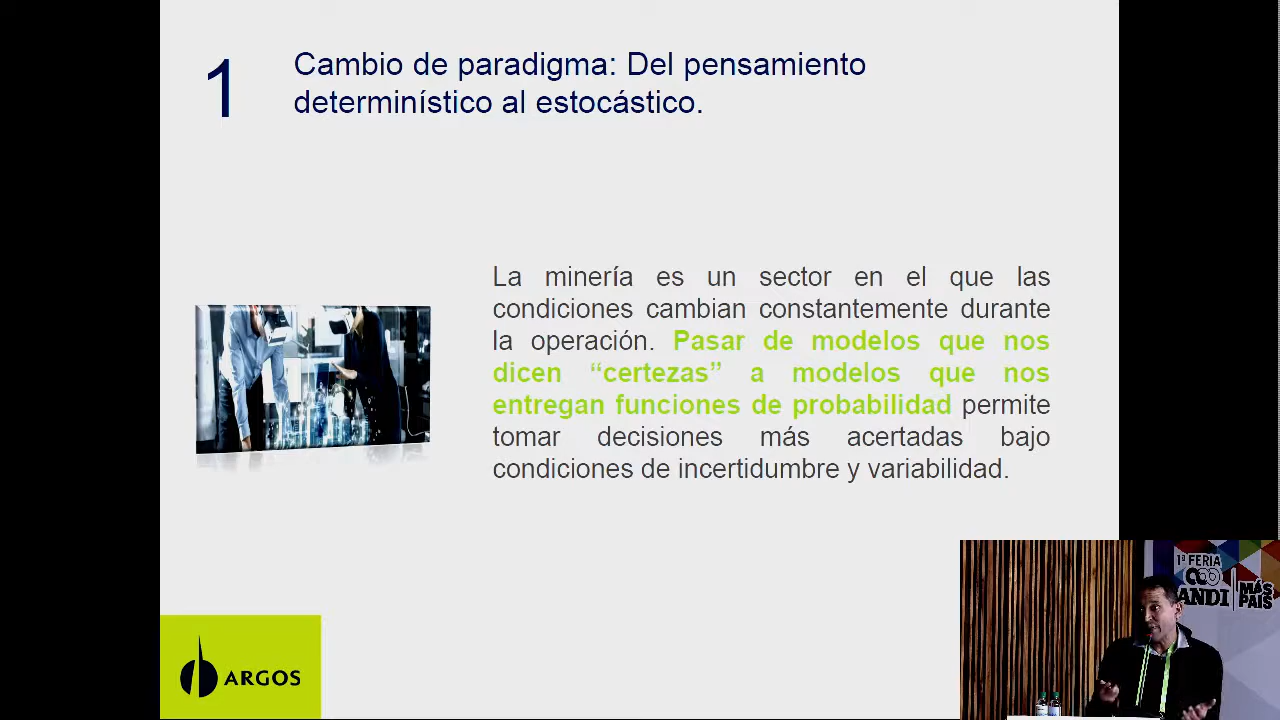 1
Cambio de paradigma: Del pensamiento
determinístico al estocástico.
La minería es un sector en el que las
condiciones cambian constantemente durante
la operación. Pasar de modelos que nos
dicen “certezas” a modelos que nos
entregan funciones de probabilidad permite
tomar decisiones más acertadas bajo
condiciones de incertidumbre y variabilidad.
ARGOS
1ª FERIA
ANDI
MÁS
PAÍS